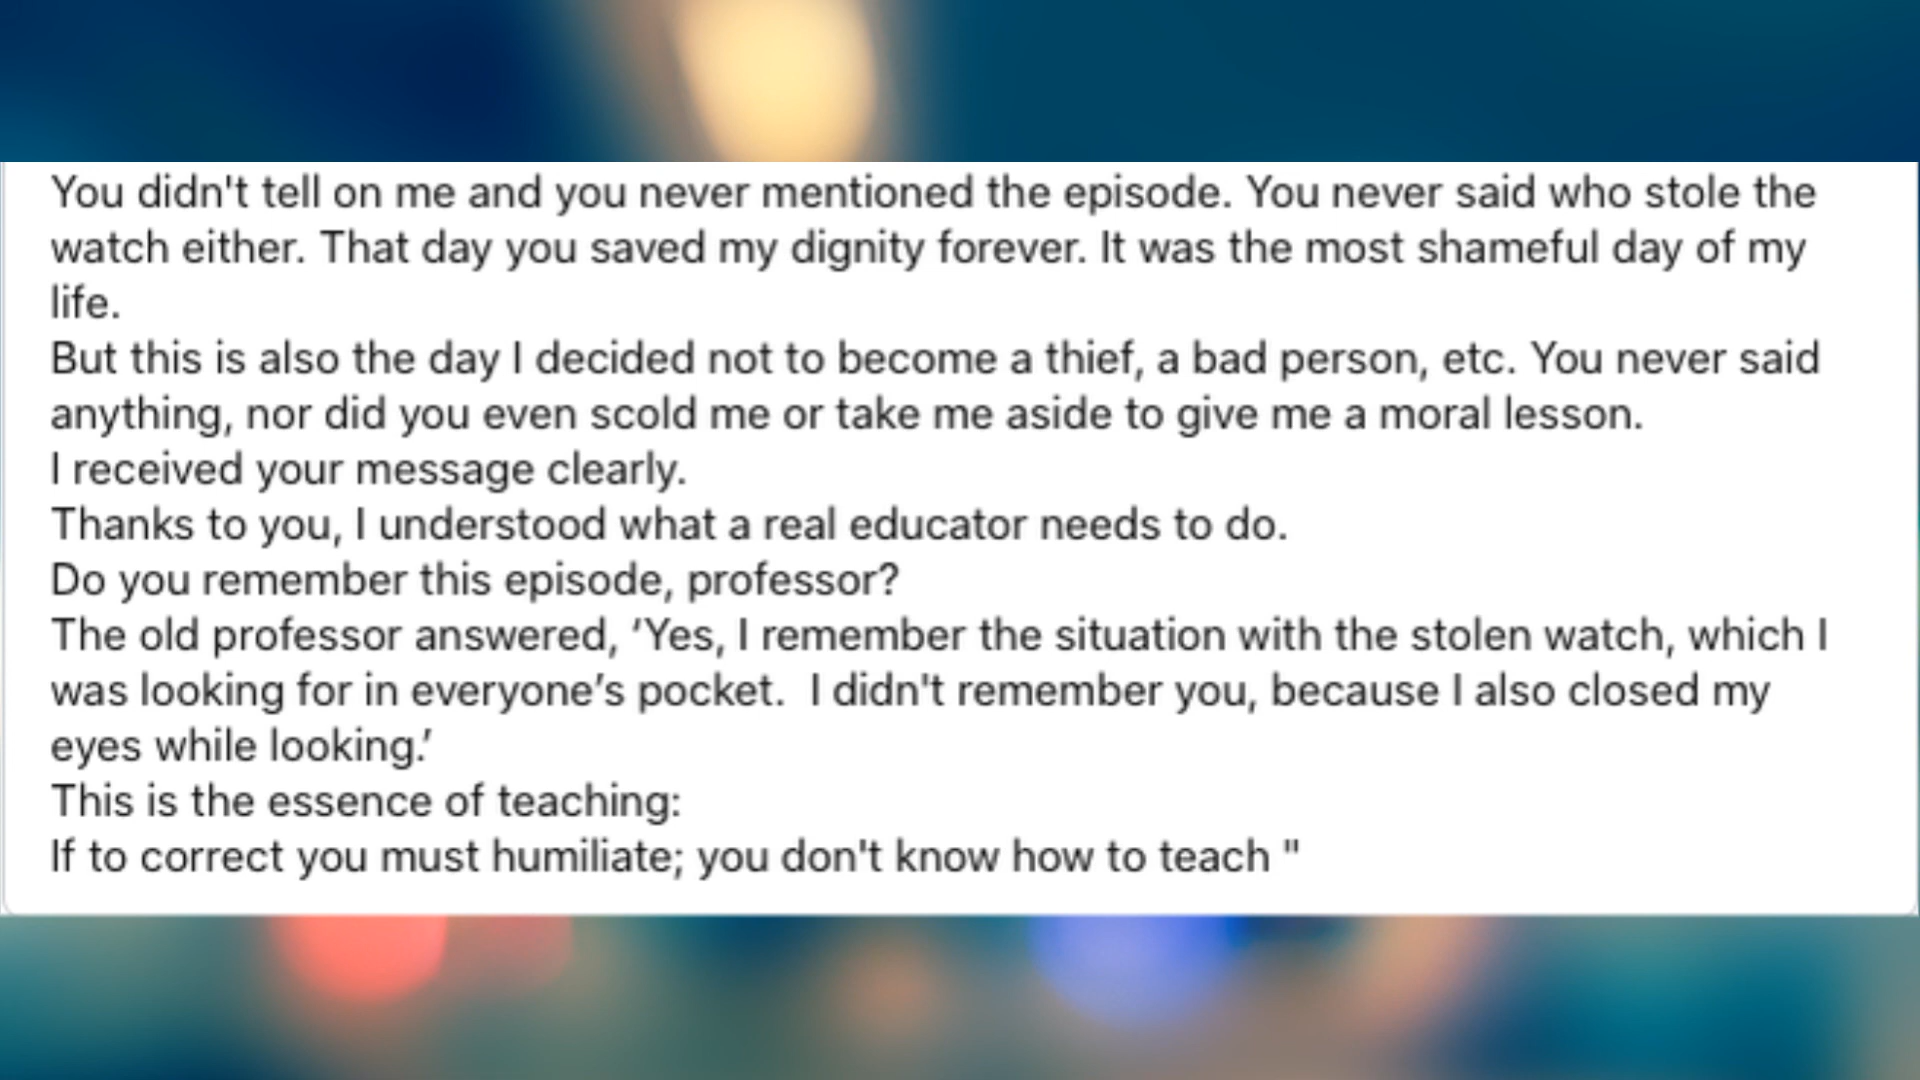 You didn't tell on me and you never mentioned the episode. You never said who stole the
watch either. That day you saved my dignity forever. It was the most shameful day of my
life.
But this is also the day I decided not to become a thief, a bad person, etc. You never said
anything, nor did you even scold me or take me aside to give me a moral lesson.
I received your message clearly.
Thanks to you, I understood what a real educator needs to do.
Do you remember this episode, professor?
The old professor answered, ‘Yes, I remember the situation with the stolen watch, which I
was looking for in everyone’s pocket.  I didn't remember you, because I also closed my
eyes while looking.’
This is the essence of teaching:
If to correct you must humiliate; you don't know how to teach "